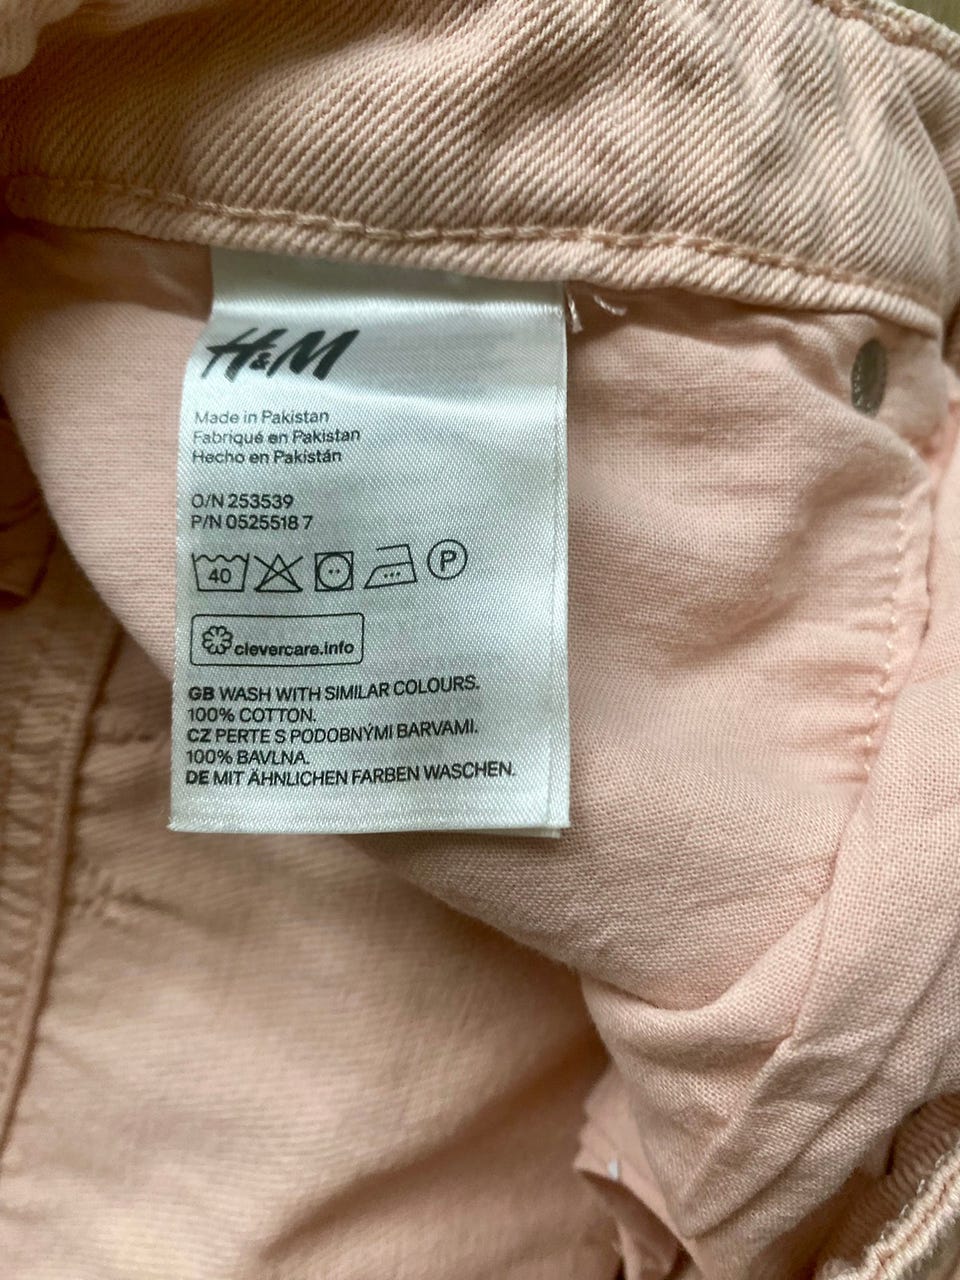 H&M
Made in Pakistan
Fabriqué en Pakistan
Hecho en Pakistán
O/N 253539
P/N 0525518 7
40 P
clevercare.info
GB WASH WITH SIMILAR COLOURS.
100% COTTON.
CZ PERTE S PODOBNÝMI BARVAMI.
100% BAVLNA.
DE MIT ÄHNLICHEN FARBEN WASCHEN.